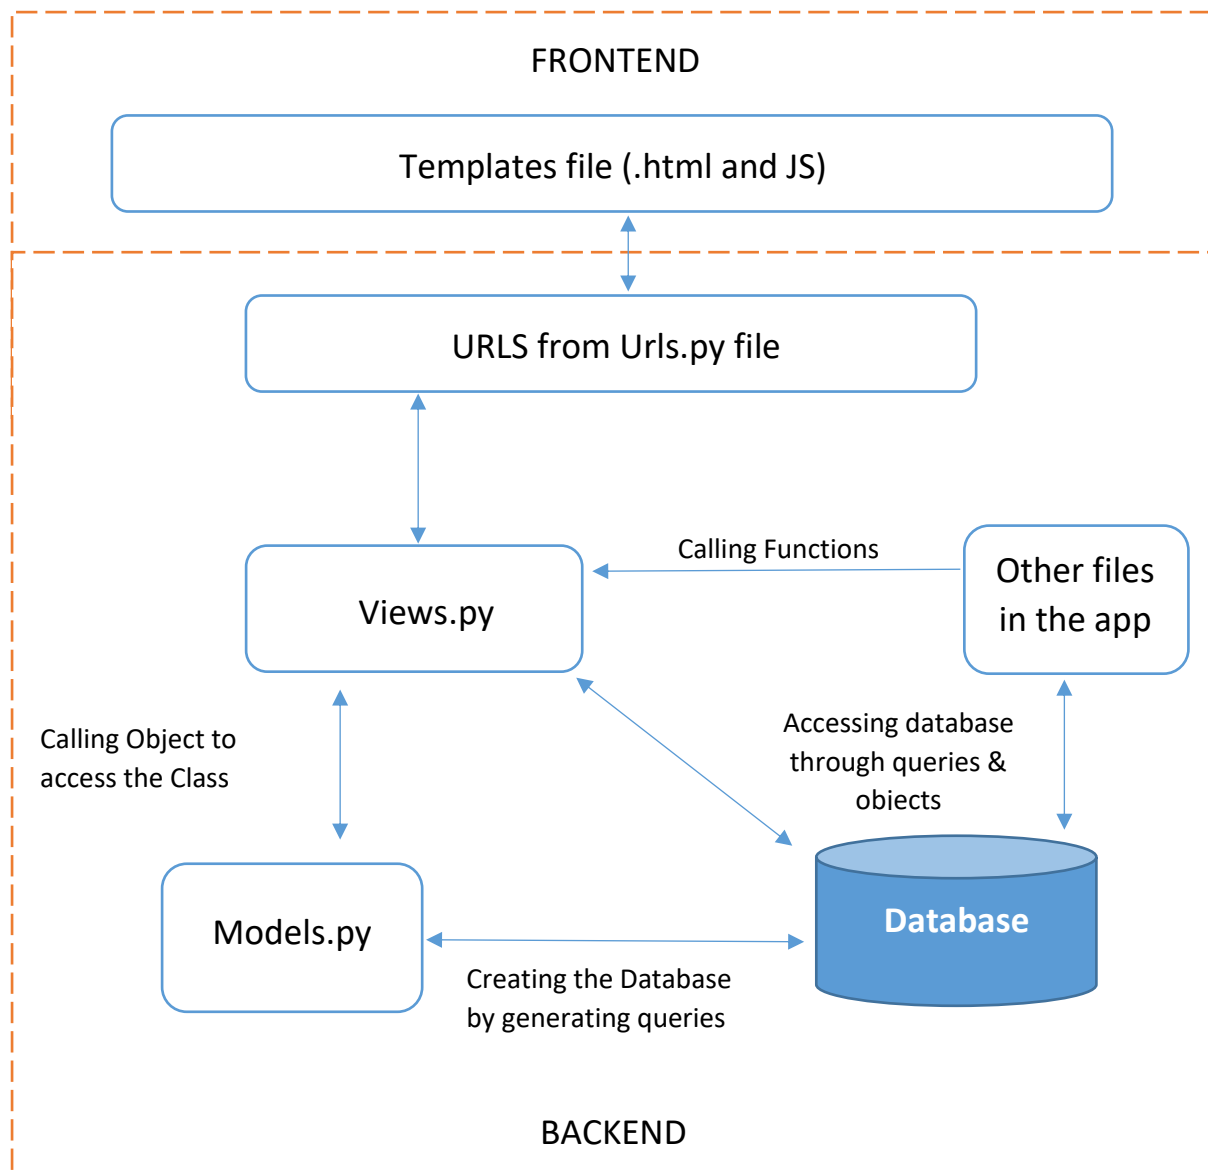 FRONTEND
Templates file (.html and JS)
URLS from Urls.py file
Calling Functions
Other files
in the app
Views.py
Calling Object to
access the Class
Accessing database
through queries &
objects
Models.py
Database
Creating the Database
by generating queries
BACKEND